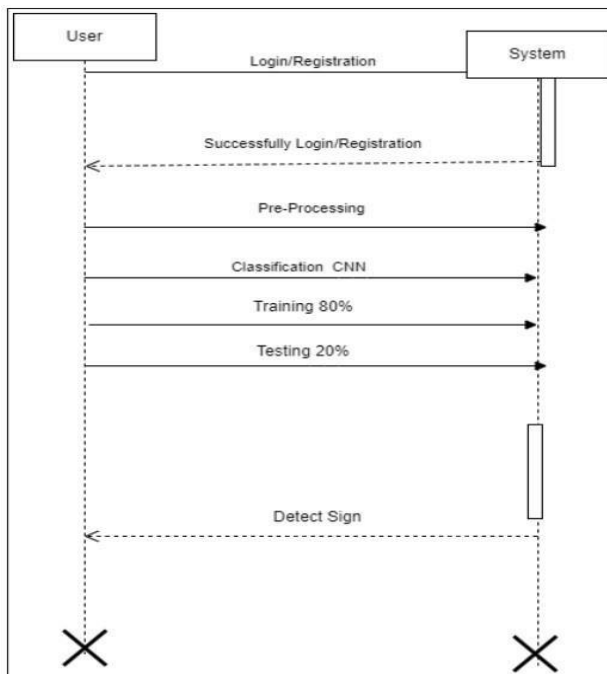 User
System
Login/Registration
Successfully Login/Registration
Pre-Processing
Classification CNN
Training 80%
Testing 20%
Detect Sign